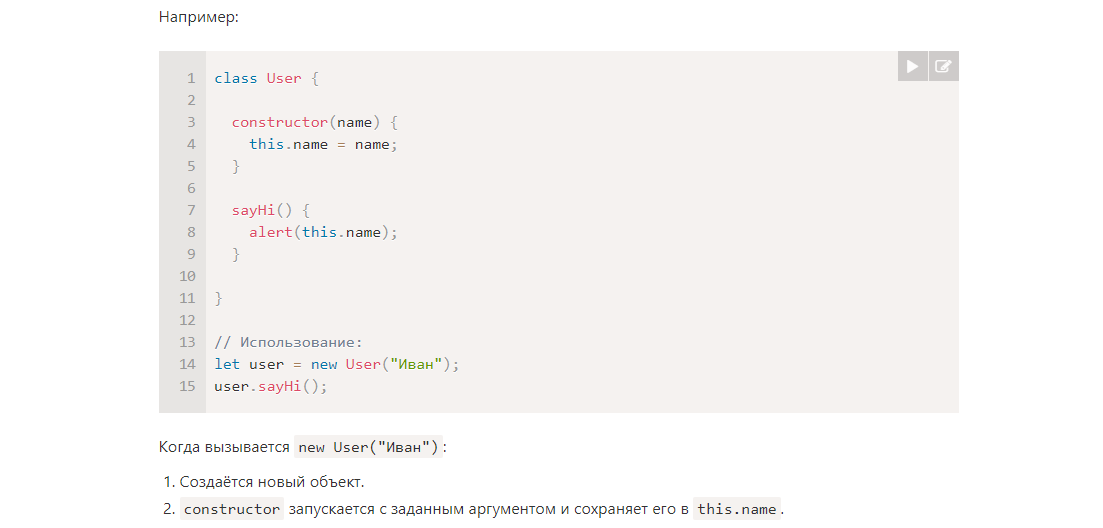 Например:
1 class User {
2
3   constructor(name) {
4     this.name = name;
5   }
6
7   sayHi() {
8     alert(this.name);
9   }
10
11 }
12
13 // Использование:
14 let user = new User("Иван");
15 user.sayHi();
Когда вызывается new User("Иван"):
1. Создаётся новый объект.
2. constructor запускается с заданным аргументом и сохраняет его в this.name.